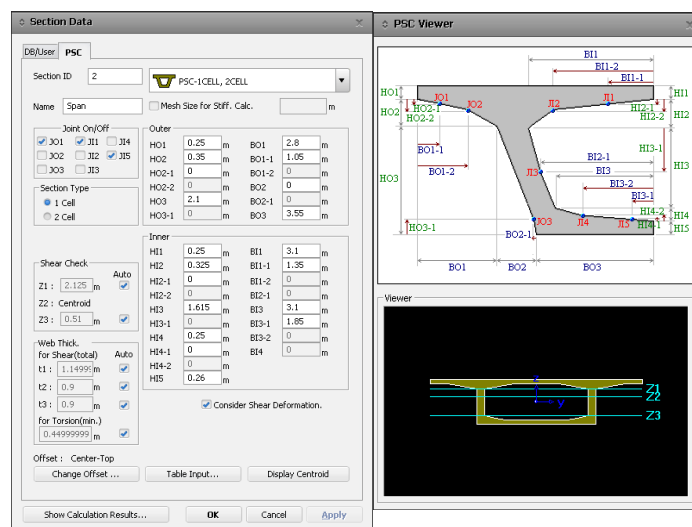 Section Data
DB/User PSC
Section ID 2 PSC-1CELL, 2CELL
Name Span Mesh Size for Stiff. Calc. m
Joint On/Off
JO1 JI1 JI4
JO2 JI2 JI5
JO3 JI3
Section Type
1 Cell
2 Cell
Outer
HO1 0.25 m BO1 2.8 m
HO2 0.35 m BO1-1 1.05 m
HO2-1 0 m BO1-2 0 m
HO2-2 0 m BO2 0 m
HO3 2.1 m BO2-1 0 m
HO3-1 0 m BO3 3.55 m
Inner
HI1 0.25 m BI1 3.1 m
HI2 0.325 m BI1-1 1.35 m
HI2-1 0 m BI1-2 0 m
HI2-2 0 m BI2-1 0 m
HI3 1.615 m BI3 3.1 m
HI3-1 0 m BI3-1 1.85 m
HI4 0.25 m BI3-2 0 m
HI4-1 0 m BI4 0 m
HI4-2 0 m
HI5 0.26 m
Shear Check
Auto
Z1 : 2.125 m
Z2 : Centroid
Z3 : 0.51 m
Web Thick.
for Shear(total) Auto
t1 : 1.14999 m
t2 : 0.9 m
t3 : 0.9 m
for Torsion(min.)
0.44999999 m
Consider Shear Deformation.
Offset : Center-Top
Change Offset ... Table Input... Display Centroid
Show Calculation Results... OK Cancel Apply
PSC Viewer
BI1
BI1-2
BI1-1
HO1 JO1 JI1 HI1
HO2-1 JO2 JI2 HI2-1
HO2 HO2-2 HI2-2 HI2
HI3-1
BO1-1 BI2-1 HI3
BO1-2 JI3 BI3
HO3 BI3-2
BI3-1
HI4-2 HI4
HO3-1 JO3 JI4 JI5 HI4-1
HI5
BO2-1
BO1 BO2 BO3
Viewer
z
y
Z1
Z2
Z3